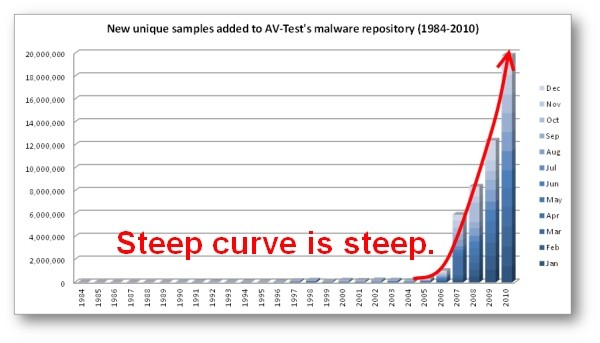 New unique samples added to AV-Test's malware repository (1984-2010)
20,000,000
18,000,000
16,000,000
14,000,000
12,000,000
10,000,000
8,000,000
6,000,000
4,000,000
2,000,000
0
Steep curve is steep.
1984
1985
1986
1987
1988
1989
1990
1991
1992
1993
1994
1995
1996
1997
1998
1999
2000
2001
2002
2003
2004
2005
2006
2007
2008
2009
2010
Dec
Nov
Oct
Sep
Aug
Jul
Jun
May
Apr
Mar
Feb
Jan